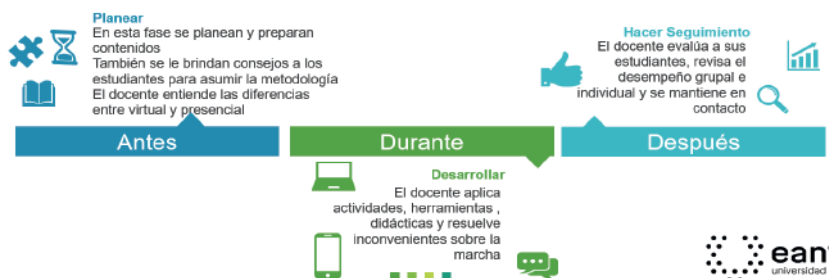 Planear
En esta fase se planean y preparan
contenidos
También se le brindan consejos a los
estudiantes para asumir la metodología
El docente entiende las diferencias
entre virtual y presencial
Hacer Seguimiento
El docente evalúa a sus
estudiantes, revisa el
desempeño grupal e
individual y se mantiene en
contacto
Antes
Durante
Después
Desarrollar
El docente aplica
actividades, herramientas ,
didácticas y resuelve
inconvenientes sobre la
marcha
ean
universidad